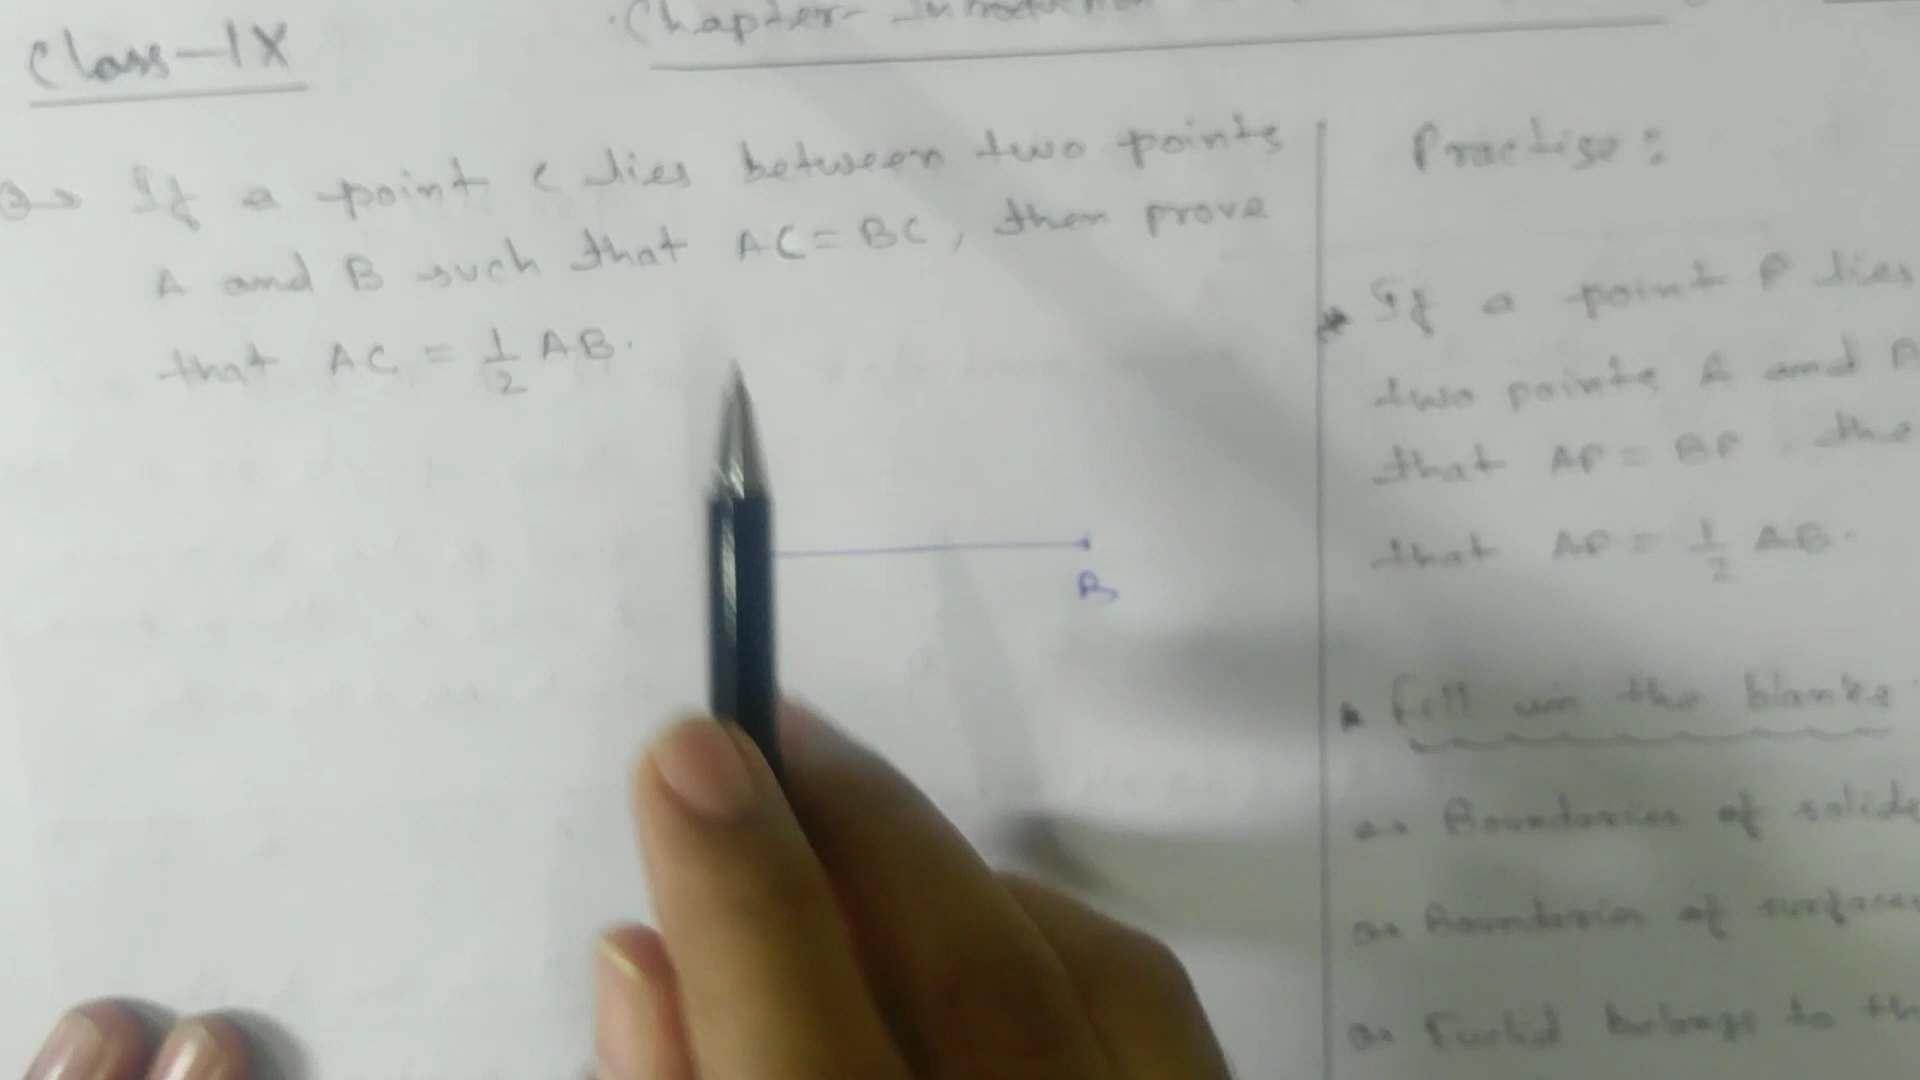 Class-IX
Chapter- Introduction
Q→ If a point C lies between two points
A and B such that AC = BC, then prove
that AC = 1/2 AB.
B
Practise:
* If a point P lies
two points A and B
that AP = BP the
that AP = 1/2 AB.
* Fill in the blanks
Q→ Boundaries of solids
Q→ Boundaries of surfaces
Q→ Euclid belongs to th